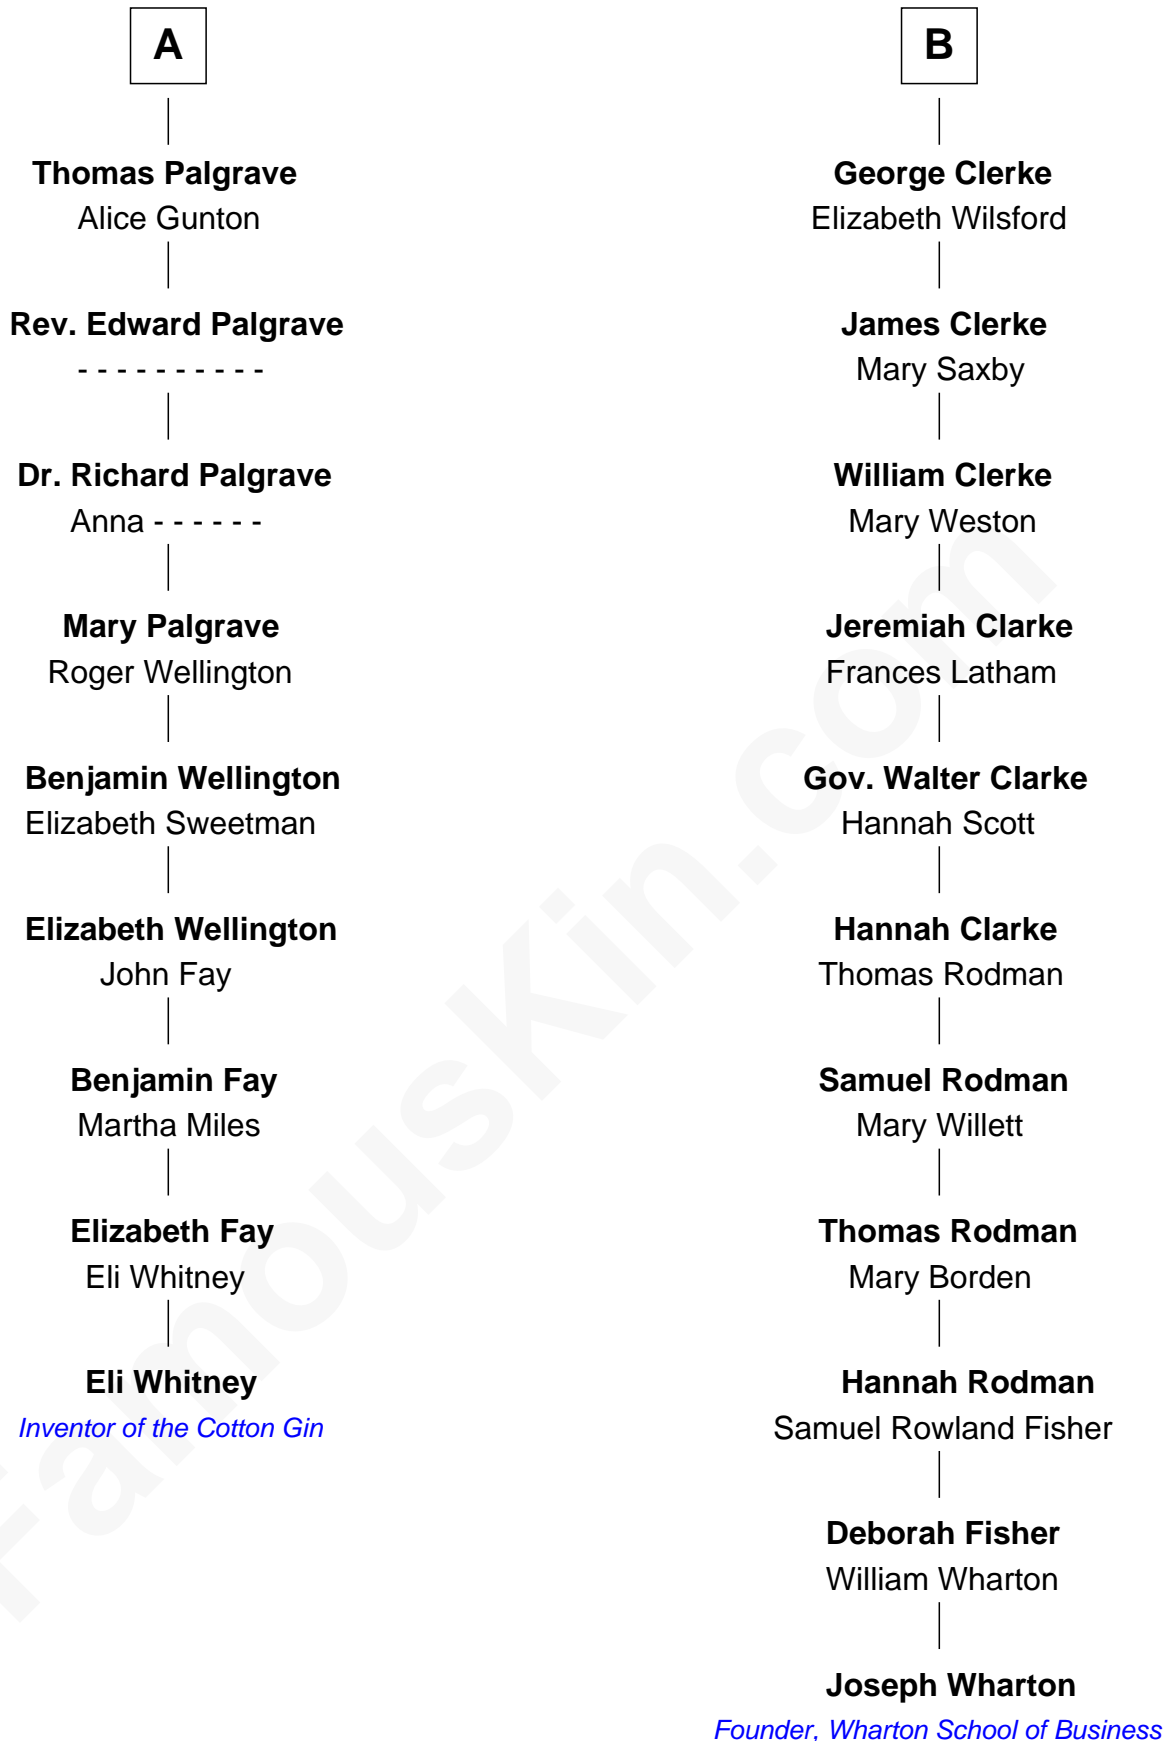 A
Thomas Palgrave
Alice Gunton
Rev. Edward Palgrave
- - - - - - - - - -
Dr. Richard Palgrave
Anna - - - - - -
Mary Palgrave
Roger Wellington
Benjamin Wellington
Elizabeth Sweetman
Elizabeth Wellington
John Fay
Benjamin Fay
Martha Miles
Elizabeth Fay
Eli Whitney
Eli Whitney
Inventor of the Cotton Gin
B
George Clerke
Elizabeth Wilsford
James Clerke
Mary Saxby
William Clerke
Mary Weston
Jeremiah Clarke
Frances Latham
Gov. Walter Clarke
Hannah Scott
Hannah Clarke
Thomas Rodman
Samuel Rodman
Mary Willett
Thomas Rodman
Mary Borden
Hannah Rodman
Samuel Rowland Fisher
Deborah Fisher
William Wharton
Joseph Wharton
Founder, Wharton School of Business
FamousKin.com